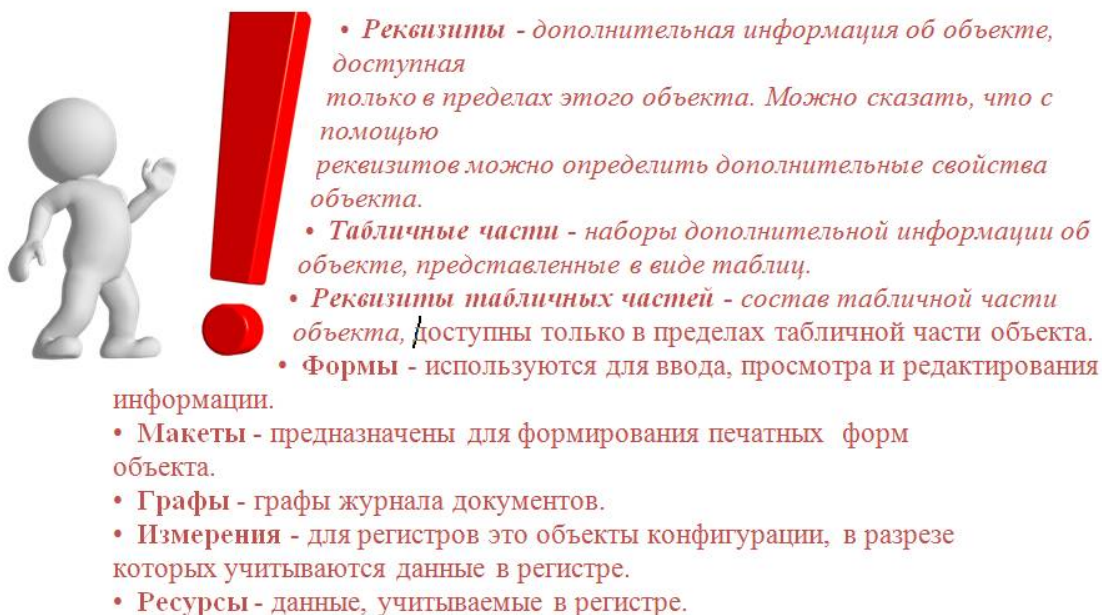 • Реквизиты - дополнительная информация об объекте,
доступная
только в пределах этого объекта. Можно сказать, что с
помощью
реквизитов можно определить дополнительные свойства
объекта.
• Табличные части - наборы дополнительной информации об
объекте, представленные в виде таблиц.
• Реквизиты табличных частей - состав табличной части
объекта, доступны только в пределах табличной части объекта.
• Формы - используются для ввода, просмотра и редактирования
информации.
• Макеты - предназначены для формирования печатных форм
объекта.
• Графы - графы журнала документов.
• Измерения - для регистров это объекты конфигурации, в разрезе
которых учитываются данные в регистре.
• Ресурсы - данные, учитываемые в регистре.